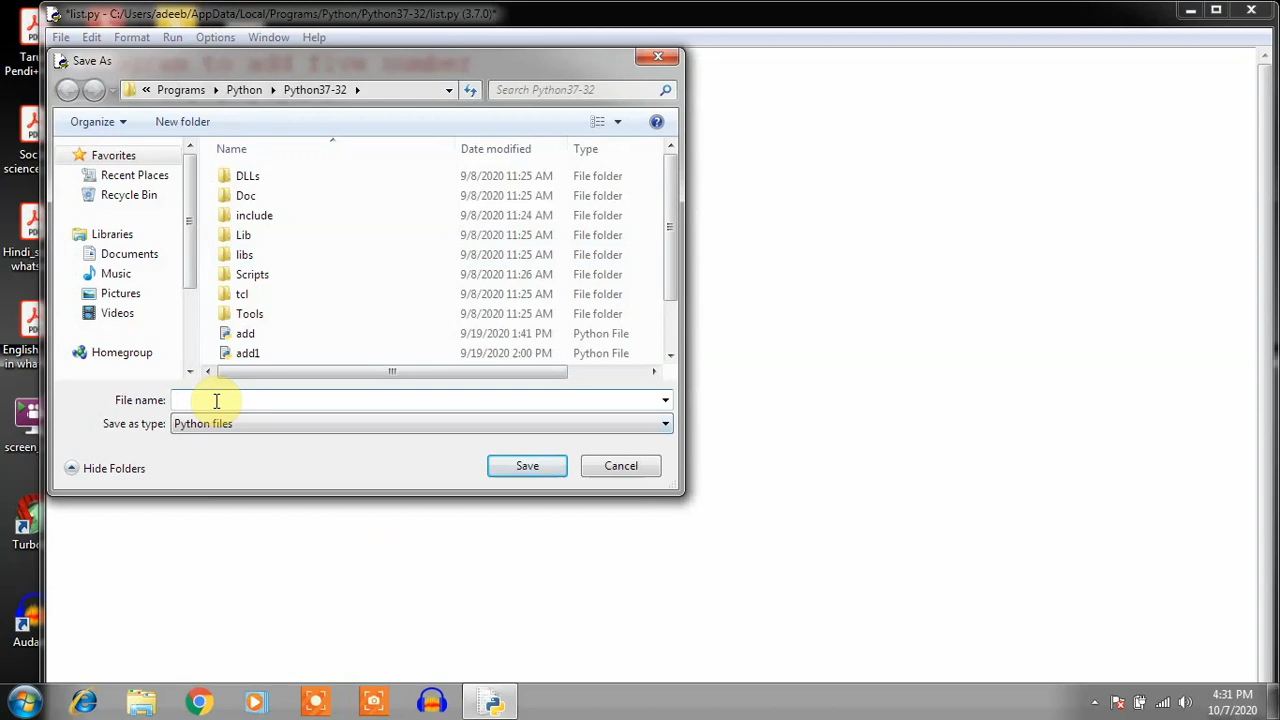 *list.py - C:/Users/adeeb/AppData/Local/Programs/Python/Python37-32/list.py (3.7.0)*
File Edit Format Run Options Window Help
Save As
« Programs Python Python37-32
Search Python37-32
Organize New folder
Name Date modified Type
Favorites
Recent Places
Recycle Bin
Libraries
Documents
Music
Pictures
Videos
Homegroup
DLLs 9/8/2020 11:25 AM File folder
Doc 9/8/2020 11:25 AM File folder
include 9/8/2020 11:24 AM File folder
Lib 9/8/2020 11:25 AM File folder
libs 9/8/2020 11:25 AM File folder
Scripts 9/8/2020 11:26 AM File folder
tcl 9/8/2020 11:25 AM File folder
Tools 9/8/2020 11:25 AM File folder
add 9/19/2020 1:41 PM Python File
add1 9/19/2020 2:00 PM Python File
File name:
Save as type: Python files
Hide Folders
Save Cancel
Taru
Pendi+
Soc
science
Hindi_s
whats
English
in what
screen_
Turbo
Auda
4:31 PM
10/7/2020